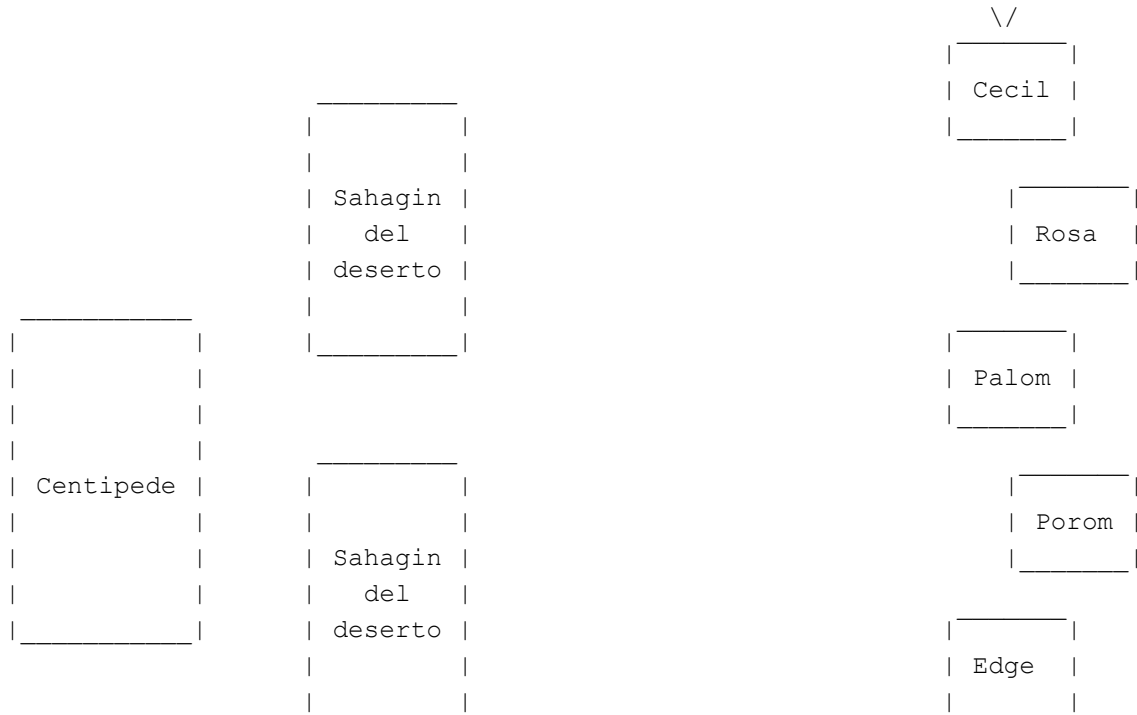 \/
Cecil
Sahagin
del
deserto
Rosa
Palom
Centipede
Porom
Sahagin
del
deserto
Edge